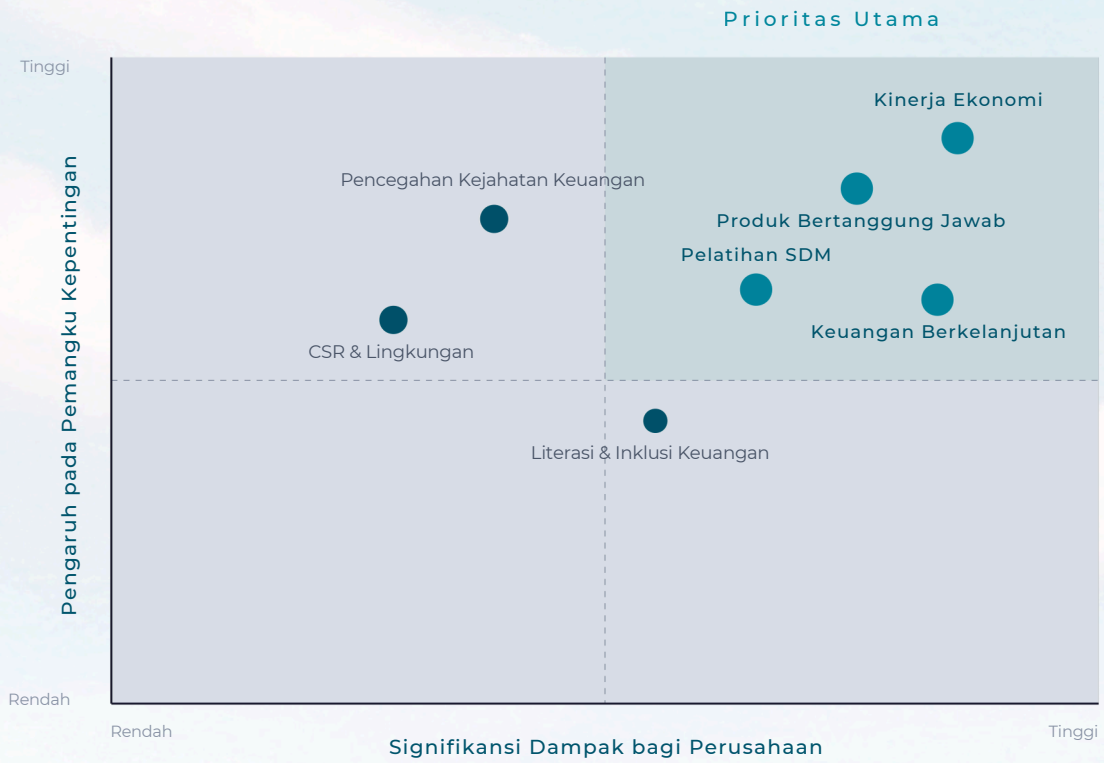 Prioritas Utama
Tinggi
Kinerja Ekonomi
Pencegahan Kejahatan Keuangan
Produk Bertanggung Jawab
Pelatihan SDM
Keuangan Berkelanjutan
CSR & Lingkungan
Literasi & Inklusi Keuangan
Pengaruh pada Pemangku Kepentingan
Rendah
Rendah
Tinggi
Signifikansi Dampak bagi Perusahaan